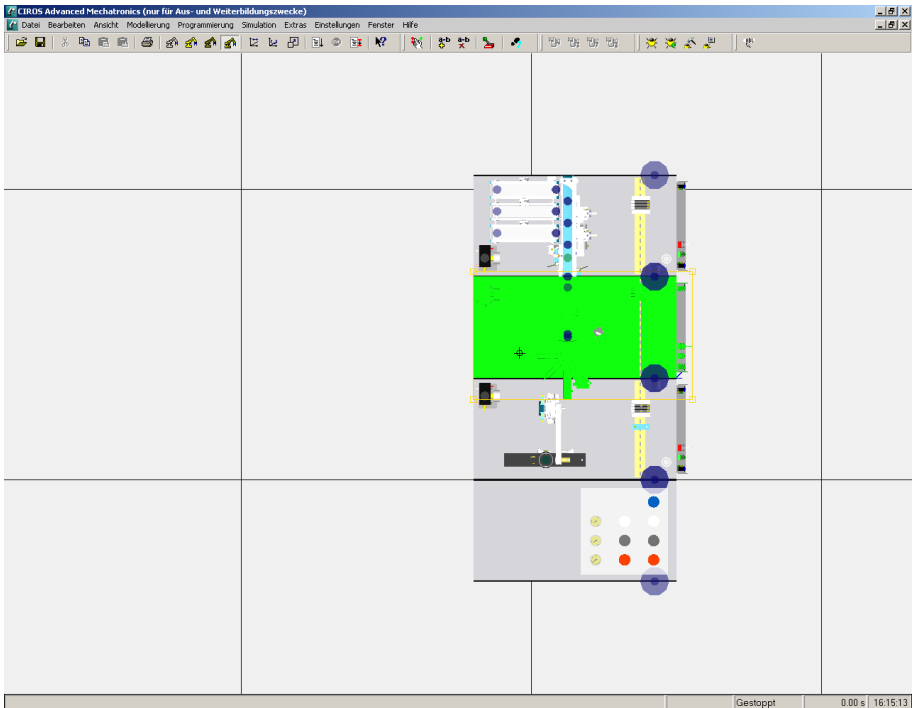 CIROS Advanced Mechatronics (nur für Aus- und Weiterbildungszwecke)
Datei Bearbeiten Ansicht Modellierung Programmierung Simulation Extras Einstellungen Fenster Hilfe
a-b a-b
Gestoppt 0.00 s 16:15:13